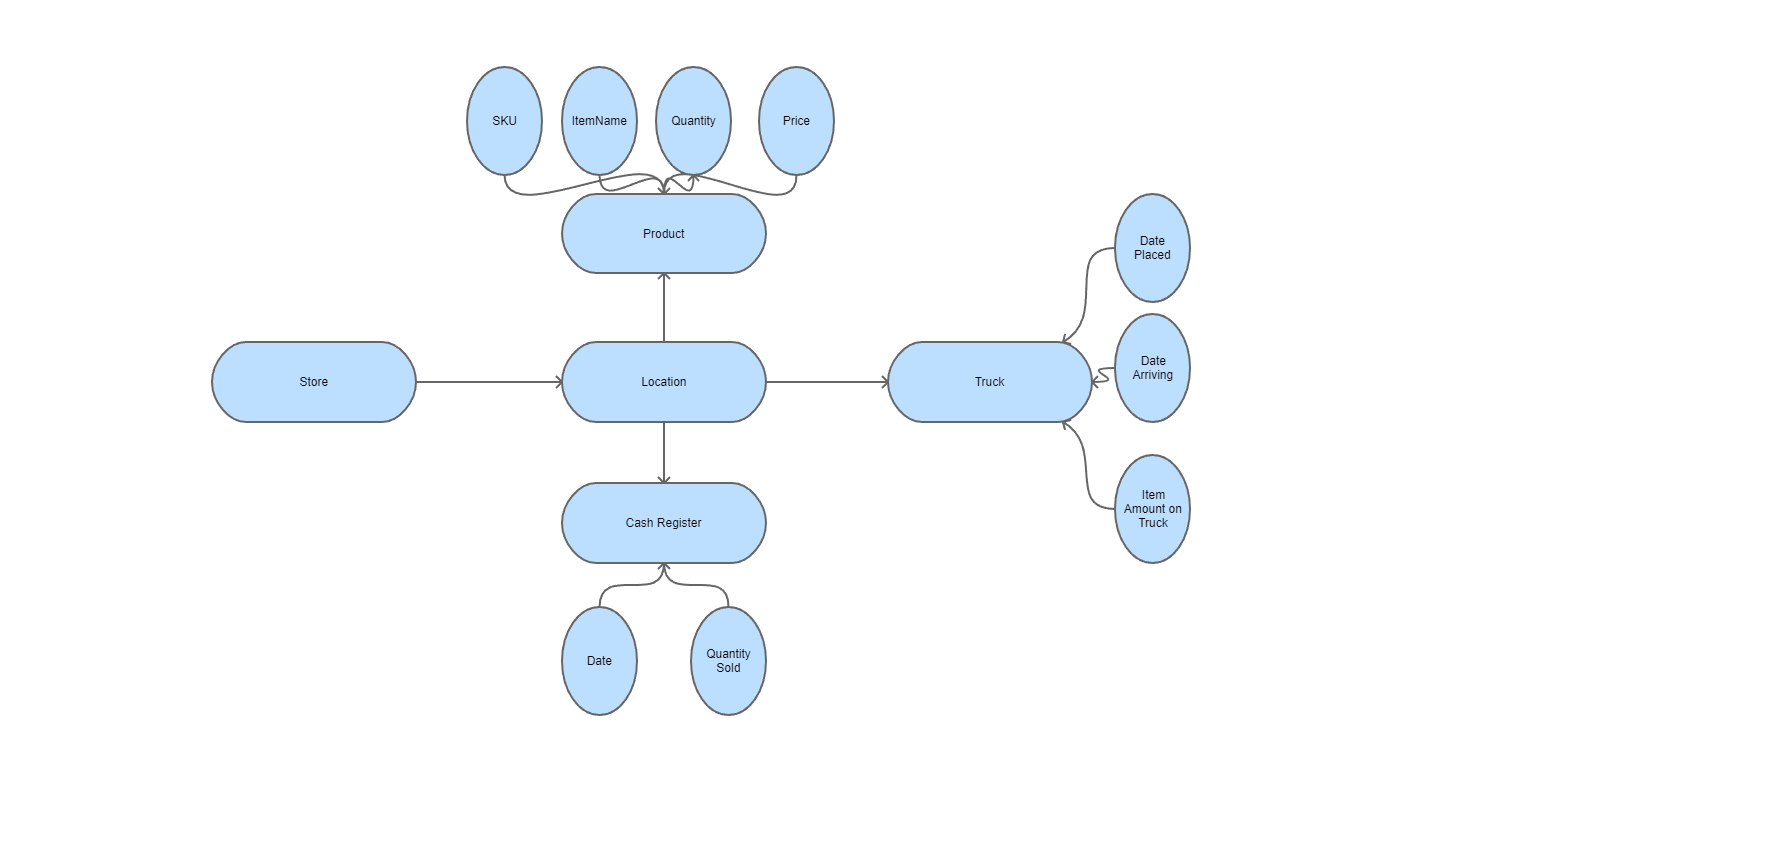 SKU
ItemName
Quantity
Price
Product
Date
Placed
Date
Arriving
Store
Location
Truck
Item
Amount on
Truck
Cash Register
Date
Quantity
Sold